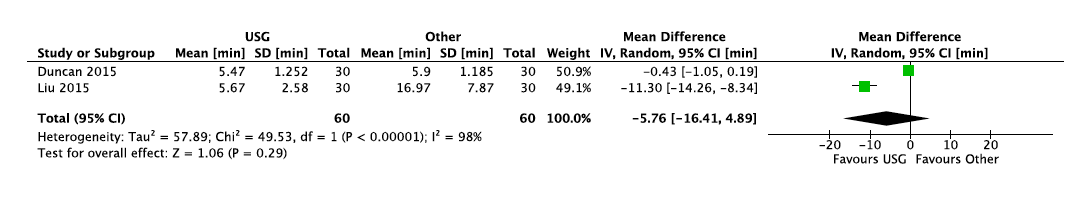 USG Other Mean Difference Mean Difference
Study or Subgroup Mean [min] SD [min] Total Mean [min] SD [min] Total Weight IV, Random, 95% CI [min] IV, Random, 95% CI [min]
Duncan 2015 5.47 1.252 30 5.9 1.185 30 50.9% −0.43 [−1.05, 0.19]
Liu 2015 5.67 2.58 30 16.97 7.87 30 49.1% −11.30 [−14.26, −8.34]
Total (95% CI) 60 60 100.0% −5.76 [−16.41, 4.89]
Heterogeneity: Tau² = 57.89; Chi² = 49.53, df = 1 (P < 0.00001); I² = 98%
Test for overall effect: Z = 1.06 (P = 0.29)
−20 −10 0 10 20
Favours USG Favours Other